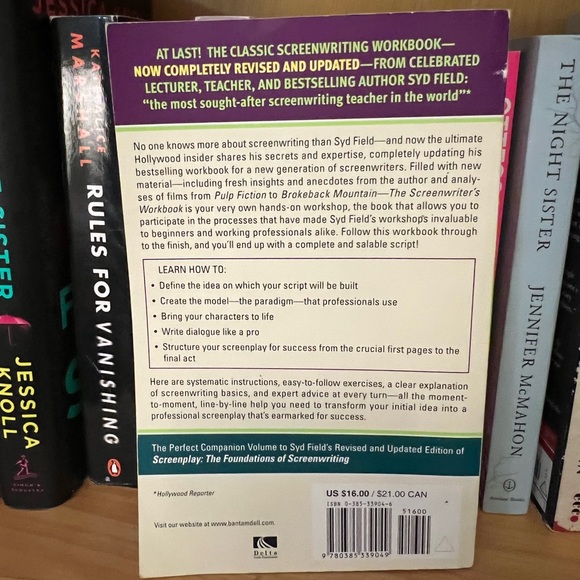 AT LAST! THE CLASSIC SCREENWRITING WORKBOOK—
NOW COMPLETELY REVISED AND UPDATED—FROM CELEBRATED
LECTURER, TEACHER, AND BESTSELLING AUTHOR SYD FIELD:
“the most sought-after screenwriting teacher in the world”*
No one knows more about screenwriting than Syd Field—and now the ultimate
Hollywood insider shares his secrets and expertise, completely updating his
bestselling workbook for a new generation of screenwriters. Filled with new
material—including fresh insights and anecdotes from the author and analy-
ses of films from Pulp Fiction to Brokeback Mountain—The Screenwriter's
Workbook is your very own hands-on workshop, the book that allows you to
participate in the processes that have made Syd Field's workshops invaluable
to beginners and working professionals alike. Follow this workbook through
to the finish, and you'll end up with a complete and salable script!
LEARN HOW TO:
• Define the idea on which your script will be built
• Create the model—the paradigm—that professionals use
• Bring your characters to life
• Write dialogue like a pro
• Structure your screenplay for success from the crucial first pages to the
final act
Here are systematic instructions, easy-to-follow exercises, a clear explanation
of screenwriting basics, and expert advice at every turn—all the moment-
to-moment, line-by-line help you need to transform your initial idea into a
professional screenplay that's earmarked for success.
The Perfect Companion Volume to Syd Field's Revised and Updated Edition of
Screenplay: The Foundations of Screenwriting
*Hollywood Reporter
Visit our website at www.bantamdell.com.
Delta
US $16.00 / $21.00 CAN
ISBN 0-385-33904-6
51600
9 780385 339049
JESSICA
KNOLL
RULES FOR VANISHING
THE NIGHT SISTER
JENNIFER McMAHON